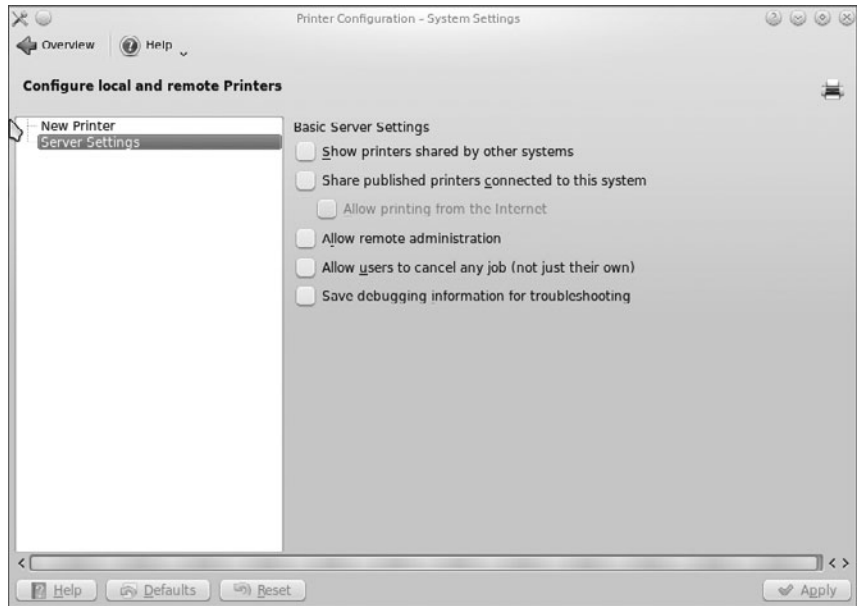 Printer Configuration – System Settings
Overview Help
Configure local and remote Printers
New Printer
Server Settings
Basic Server Settings
Show printers shared by other systems
Share published printers connected to this system
Allow printing from the Internet
Allow remote administration
Allow users to cancel any job (not just their own)
Save debugging information for troubleshooting
Help Defaults Reset Apply